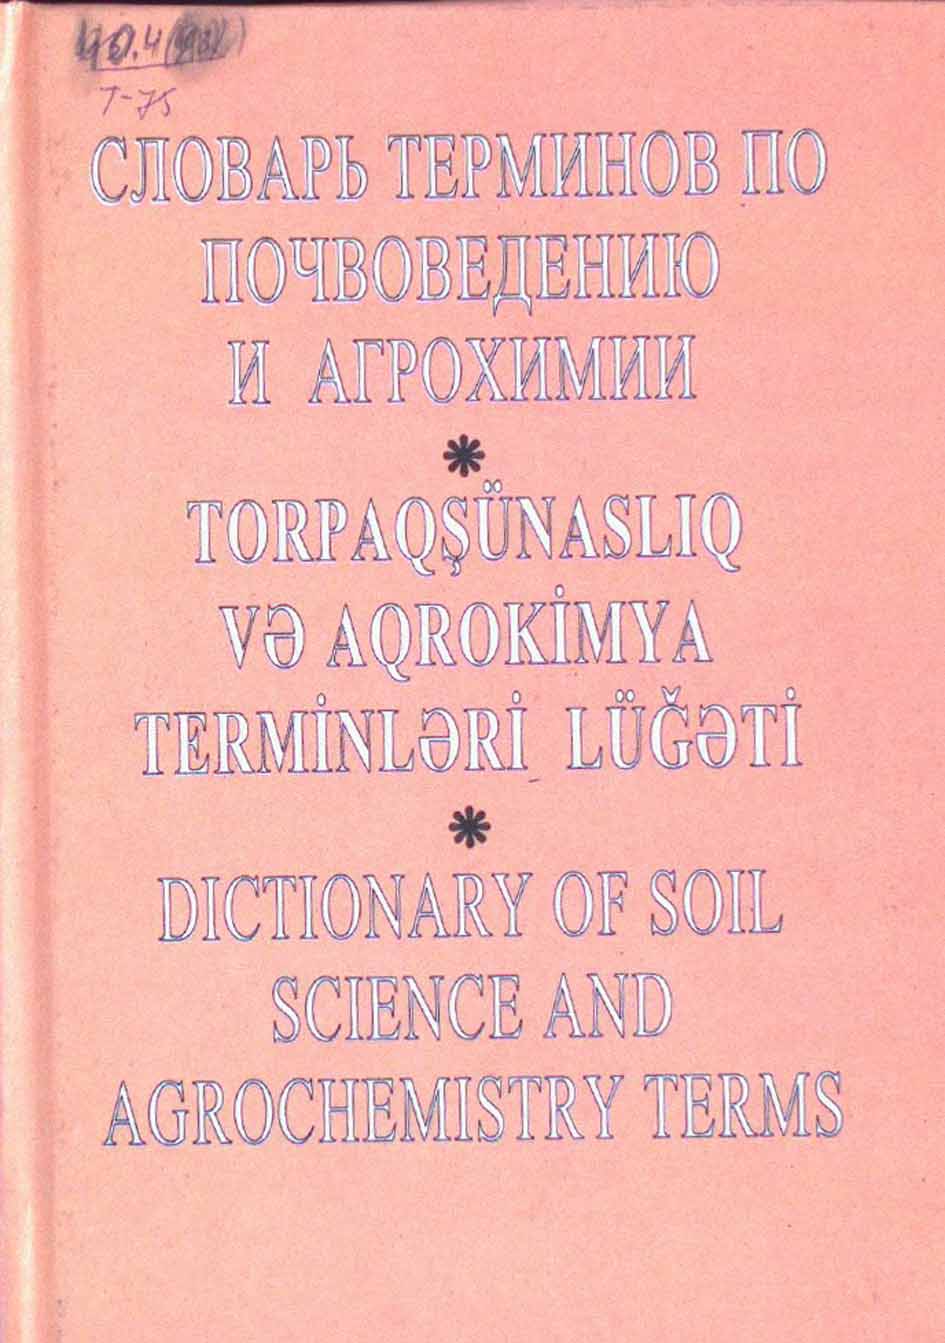 Т-75
СЛОВАРЬ ТЕРМИНОВ ПО
ПОЧВОВЕДЕНИЮ
И АГРОХИМИИ
TORPAQŞÜNASLIQ
VƏ AQROKİMYA
TERMİNLƏRİ LÜĞƏTİ
DICTIONARY OF SOIL
SCIENCE AND
AGROCHEMISTRY TERMS